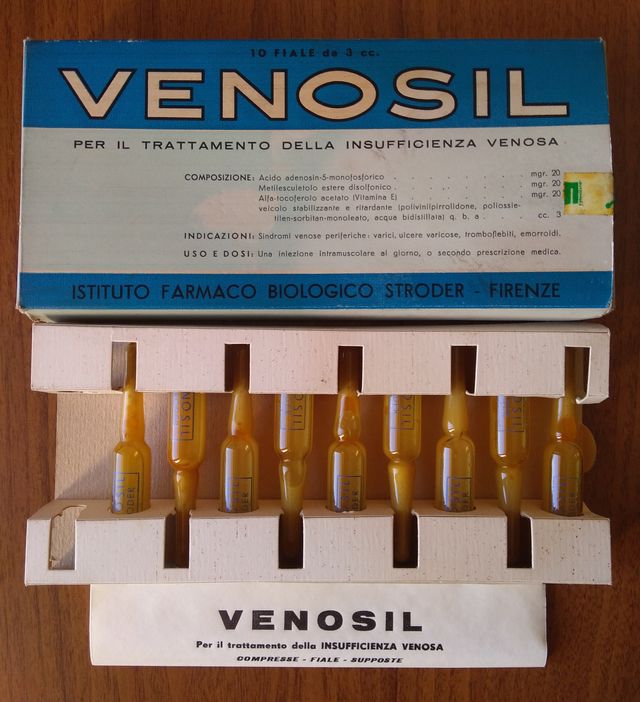 10 FIALE da 3 cc.
VENOSIL
PER IL TRATTAMENTO DELLA INSUFFICIENZA VENOSA
COMPOSIZIONE: Acido adenosin-5-monofosforico . . . . . . . mgr. 20
Metilesculetolo estere disolfonico . . . . . . . mgr. 20
Alfa-tocoferolo acetato (Vitamina E) . . . . . . . mgr. 20
veicolo stabilizzante e ritardante (polivinilpirrolidone, poliossie-
tilen-sorbitan-monoleato, acqua bidistillata) q. b. a . . . cc. 3
INDICAZIONI: Sindromi venose periferiche: varici, ulcere varicose, tromboflebiti, emorroidi.
USO E DOSI: Una iniezione intramuscolare al giorno, o secondo prescrizione medica.
ISTITUTO FARMACO BIOLOGICO STRODER - FIRENZE
VENOSIL
Per il trattamento della INSUFFICIENZA VENOSA
COMPRESSE - FIALE - SUPPOSTE